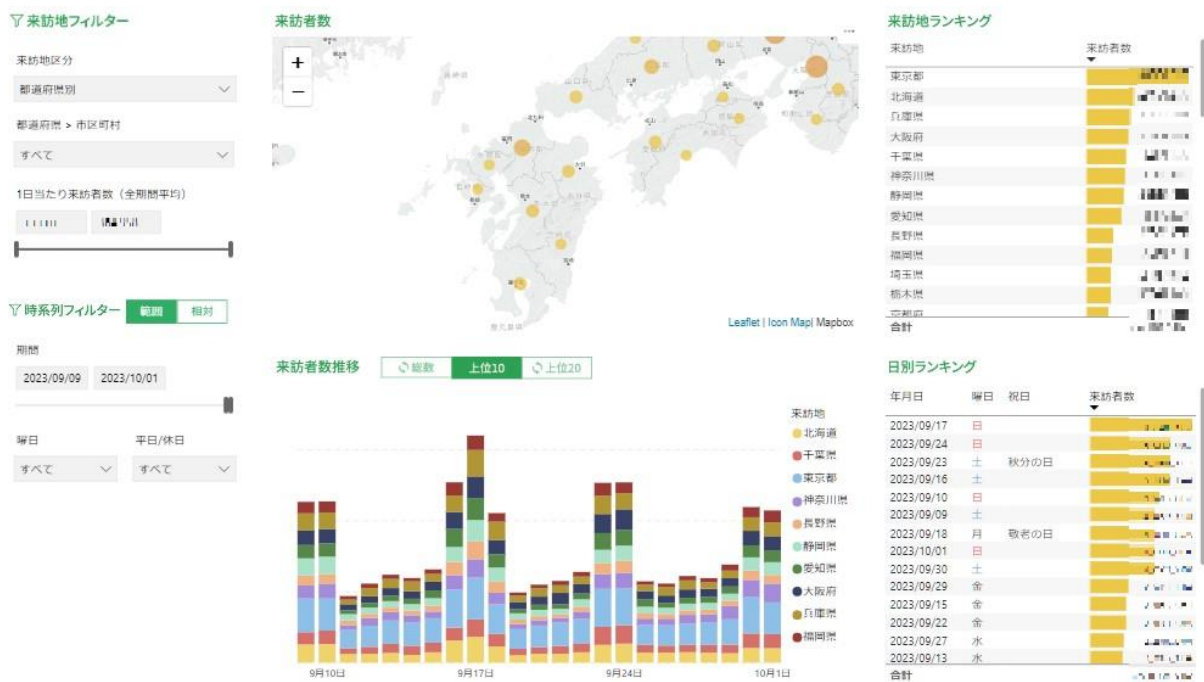 来訪地フィルター
来訪地区分
都道府県別
都道府県 > 市区町村
すべて
1日当たり来訪者数（全期間平均）
時系列フィルター
範囲
相対
期間
2023/09/09 2023/10/01
曜日
平日/休日
すべて
すべて
来訪者数
+
−
Leaflet | Icon Map| Mapbox
来訪者数推移
総数
上位10
上位20
来訪地
北海道
千葉県
東京都
神奈川県
長野県
静岡県
愛知県
大阪府
兵庫県
福岡県
9月10日 9月17日 9月24日 10月1日
来訪地ランキング
来訪地 来訪者数
東京都
北海道
兵庫県
大阪府
千葉県
神奈川県
静岡県
愛知県
長野県
福岡県
埼玉県
栃木県
京都府
合計
日別ランキング
年月日 曜日 祝日 来訪者数
2023/09/17 日
2023/09/24 日
2023/09/23 土 秋分の日
2023/09/16 土
2023/09/10 日
2023/09/09 土
2023/09/18 月 敬老の日
2023/10/01 日
2023/09/30 土
2023/09/29 金
2023/09/15 金
2023/09/22 金
2023/09/27 水
2023/09/13 水
合計